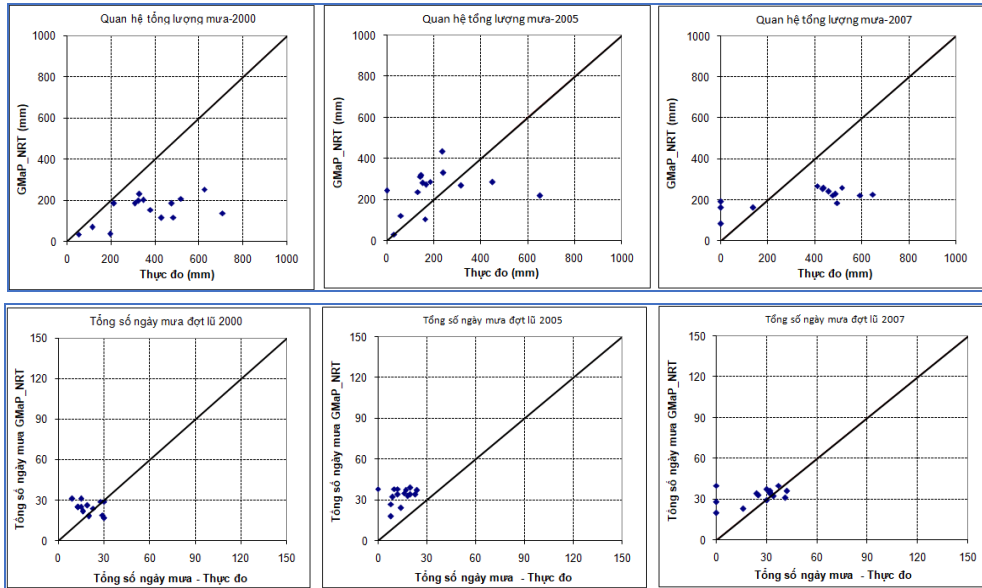 Quan hệ tổng lượng mưa-2000
1000
800
600
400
200
0
GMaP_NRT (mm)
0 200 400 600 800 1000
Thực đo (mm)
Quan hệ tổng lượng mưa-2005
1000
800
600
400
200
0
GMaP_NRT (mm)
0 200 400 600 800 1000
Thực đo (mm)
Quan hệ tổng lượng mưa-2007
1000
800
600
400
200
0
GMaP_NRT (mm)
0 200 400 600 800 1000
Thực đo (mm)
Tổng số ngày mưa đợt lũ 2000
150
120
90
60
30
0
Tổng số ngày mưa GMaP_NRT
0 30 60 90 120 150
Tổng số ngày mưa - Thực đo
Tổng số ngày mưa đợt lũ 2005
150
120
90
60
30
0
Tổng số ngày mưa GMaP_NRT
0 30 60 90 120 150
Tổng số ngày mưa - Thực đo
Tổng số ngày mưa đợt lũ 2007
150
120
90
60
30
0
Tổng số ngày mưa GMaP_NRT
0 30 60 90 120 150
Tổng số ngày mưa - Thực đo